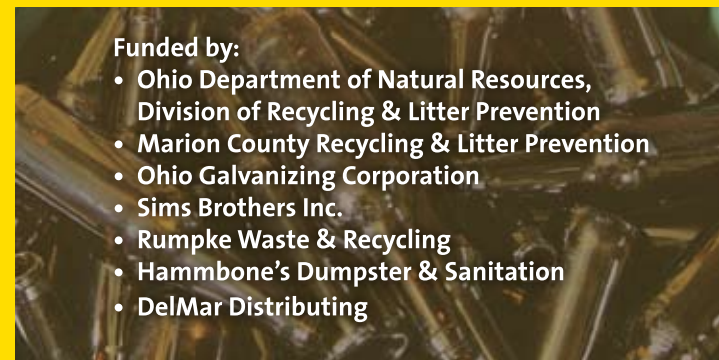 Funded by:
• Ohio Department of Natural Resources,
Division of Recycling & Litter Prevention
• Marion County Recycling & Litter Prevention
• Ohio Galvanizing Corporation
• Sims Brothers Inc.
• Rumpke Waste & Recycling
• Hammbone's Dumpster & Sanitation
• DelMar Distributing